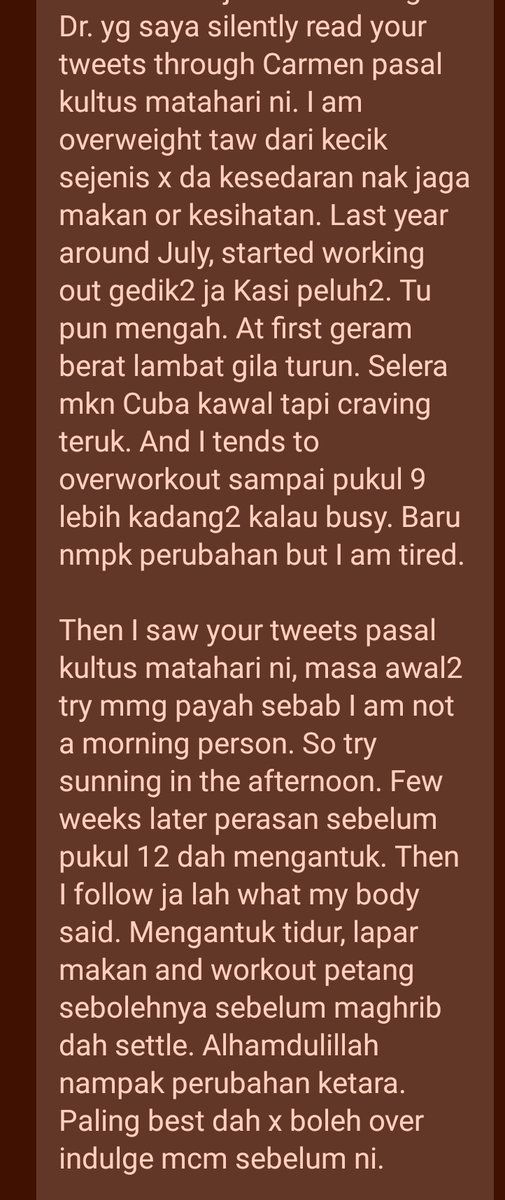 Dr. yg saya silently read your
tweets through Carmen pasal
kultus matahari ni. I am
overweight taw dari kecik
sejenis x da kesedaran nak jaga
makan or kesihatan. Last year
around July, started working
out gedik2 ja Kasi peluh2. Tu
pun mengah. At first geram
berat lambat gila turun. Selera
mkn Cuba kawal tapi craving
teruk. And I tends to
overworkout sampai pukul 9
lebih kadang2 kalau busy. Baru
nmpk perubahan but I am tired.

Then I saw your tweets pasal
kultus matahari ni, masa awal2
try mmg payah sebab I am not
a morning person. So try
sunning in the afternoon. Few
weeks later perasan sebelum
pukul 12 dah mengantuk. Then
I follow ja lah what my body
said. Mengantuk tidur, lapar
makan and workout petang
sebolehnya sebelum maghrib
dah settle. Alhamdulillah
nampak perubahan ketara.
Paling best dah x boleh over
indulge mcm sebelum ni.